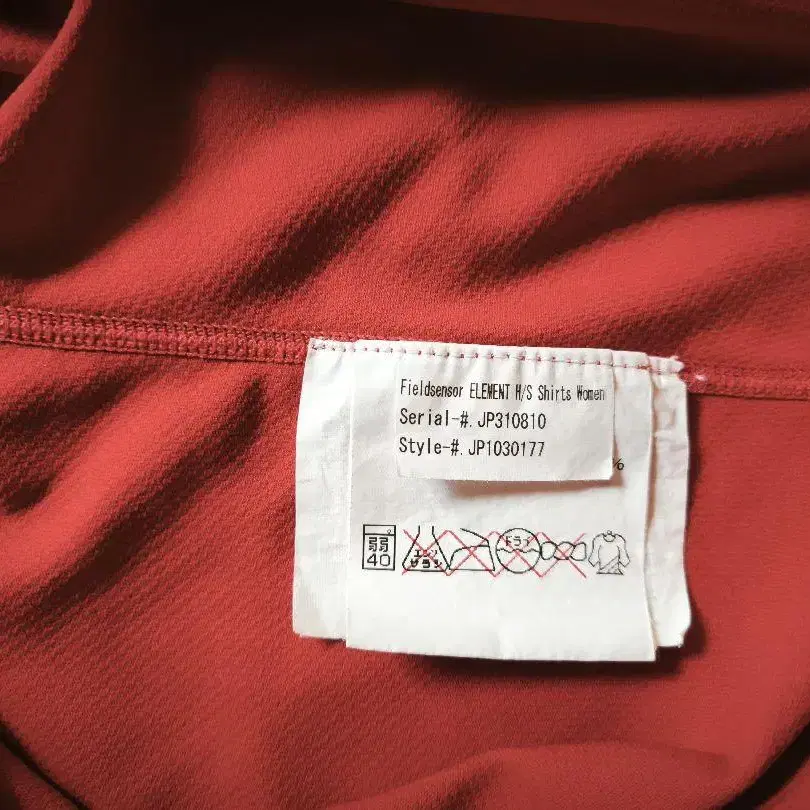 Fieldsensor ELEMENT H/S Shirts Women
Serial-#. JP310810
Style-#. JP1030177
%
弱
40
エンソ
サラシ
ドライ